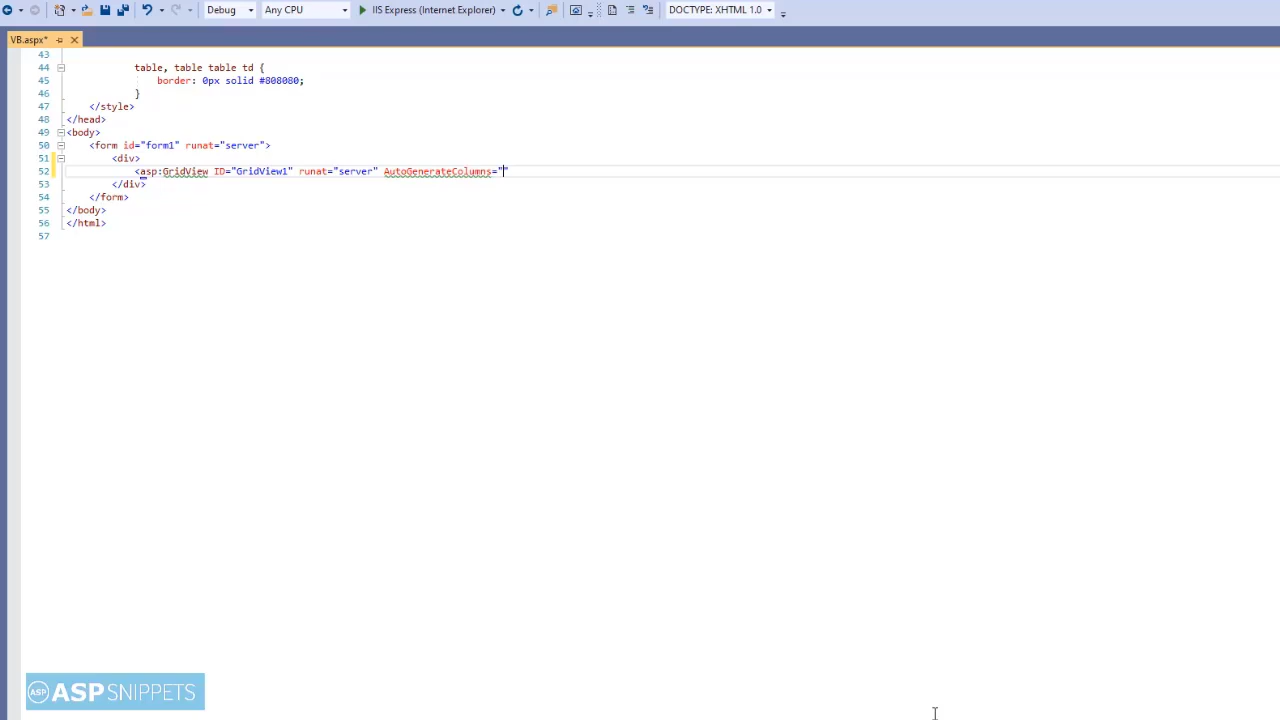 Debug Any CPU IIS Express (Internet Explorer) DOCTYPE: XHTML 1.0
VB.aspx*
43
44 table, table table td {
45 border: 0px solid #808080;
46 }
47 </style>
48 </head>
49 <body>
50 <form id="form1" runat="server">
51 <div>
52 <asp:GridView ID="GridView1" runat="server" AutoGenerateColumns=""
53 </div>
54 </form>
55 </body>
56 </html>
57
ASP ASPSNIPPETS